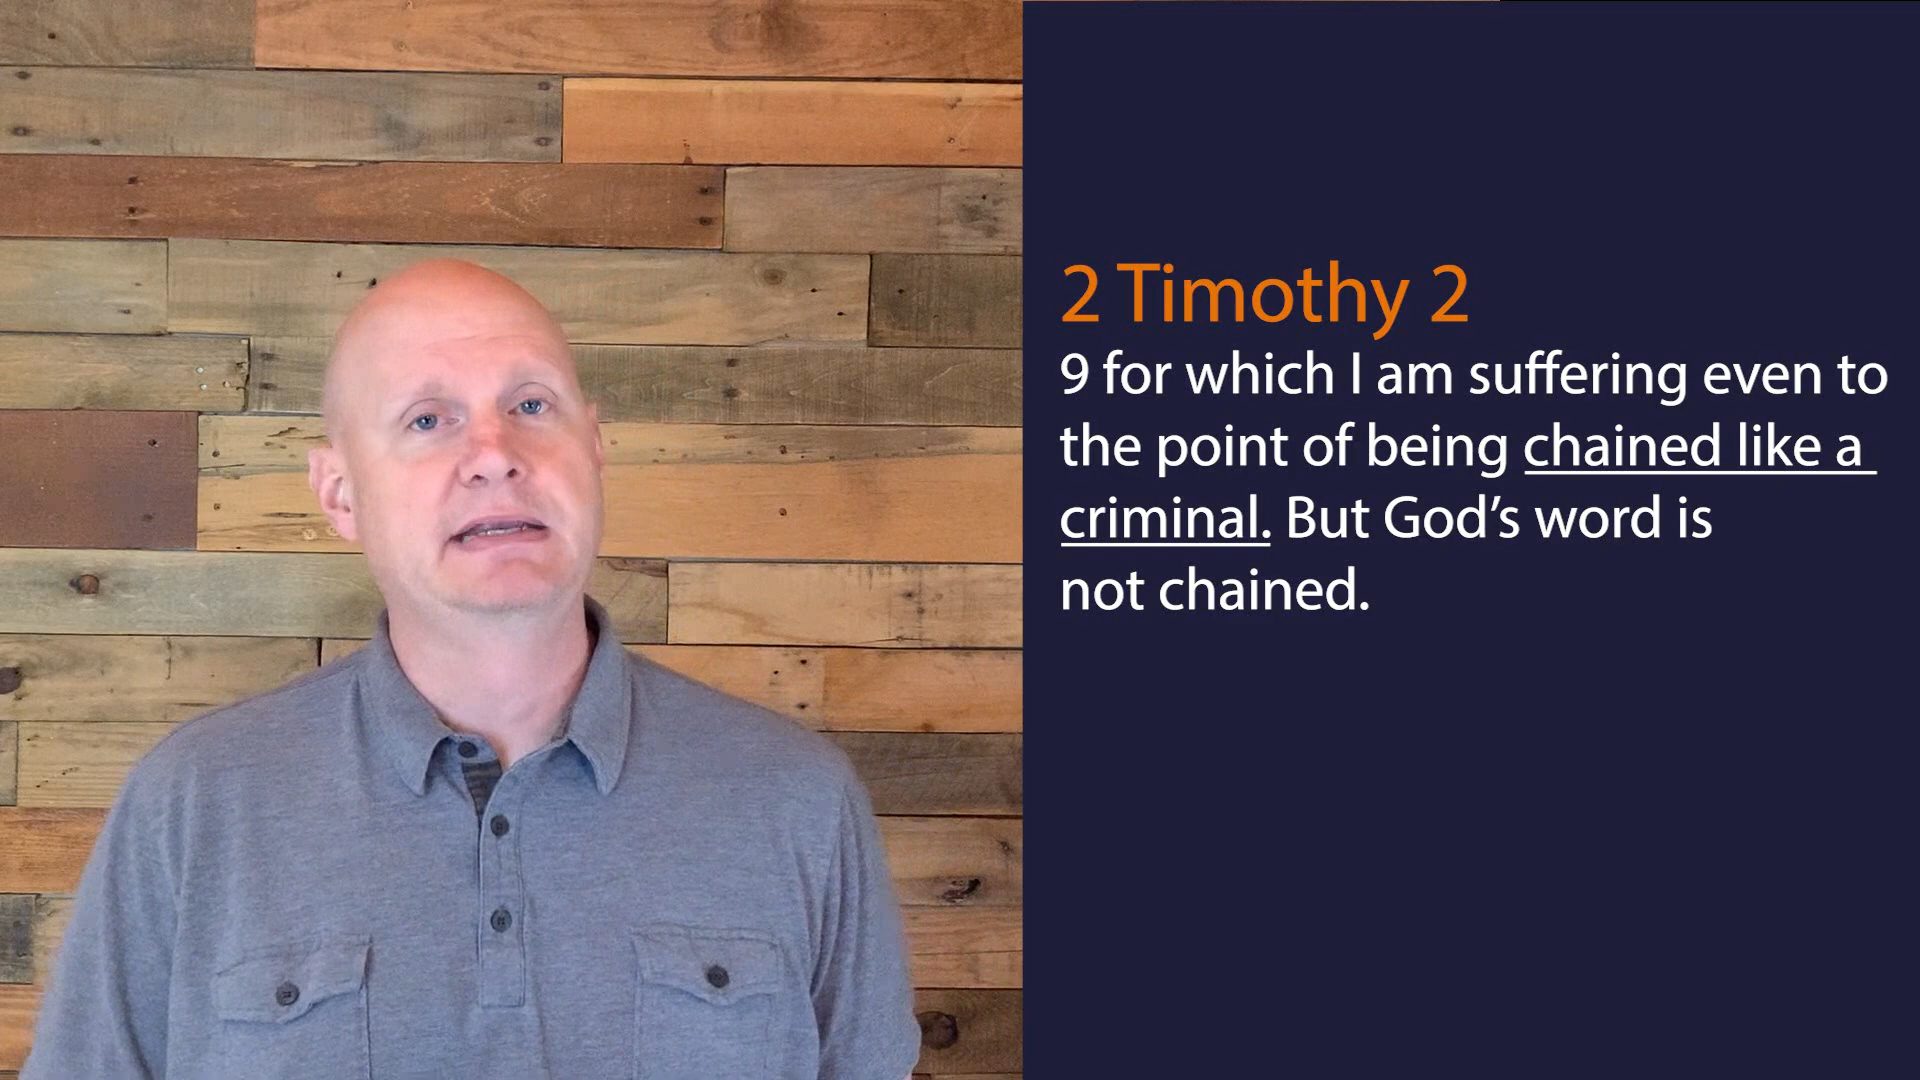 2 Timothy 2
9 for which I am suffering even to
the point of being chained like a
criminal. But God’s word is
not chained.